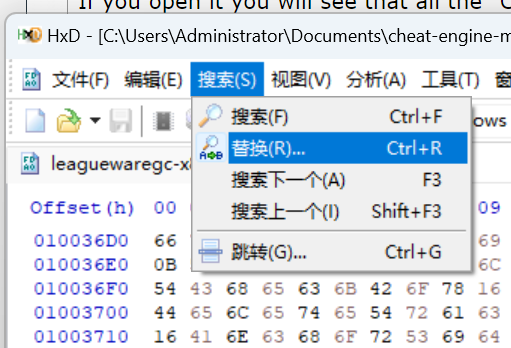 If you open it you will see that all the "C
HxD - [C:\Users\Administrator\Documents\cheat-engine-m
文件(F) 编辑(E) 搜索(S) 视图(V) 分析(A) 工具(T) 窗
搜索(F) Ctrl+F
ows
替换(R)... Ctrl+R
leaguewaregc-x8
搜索下一个(A) F3
搜索上一个(I) Shift+F3
跳转(G)... Ctrl+G
Offset(h) 00 09
010036D0 66 69
010036E0 0B 6C
010036F0 54 43 68 65 63 6B 42 6F 78 16
01003700 44 65 6C 65 74 65 54 72 61 63
01003710 16 41 6E 63 68 6F 72 53 69 64